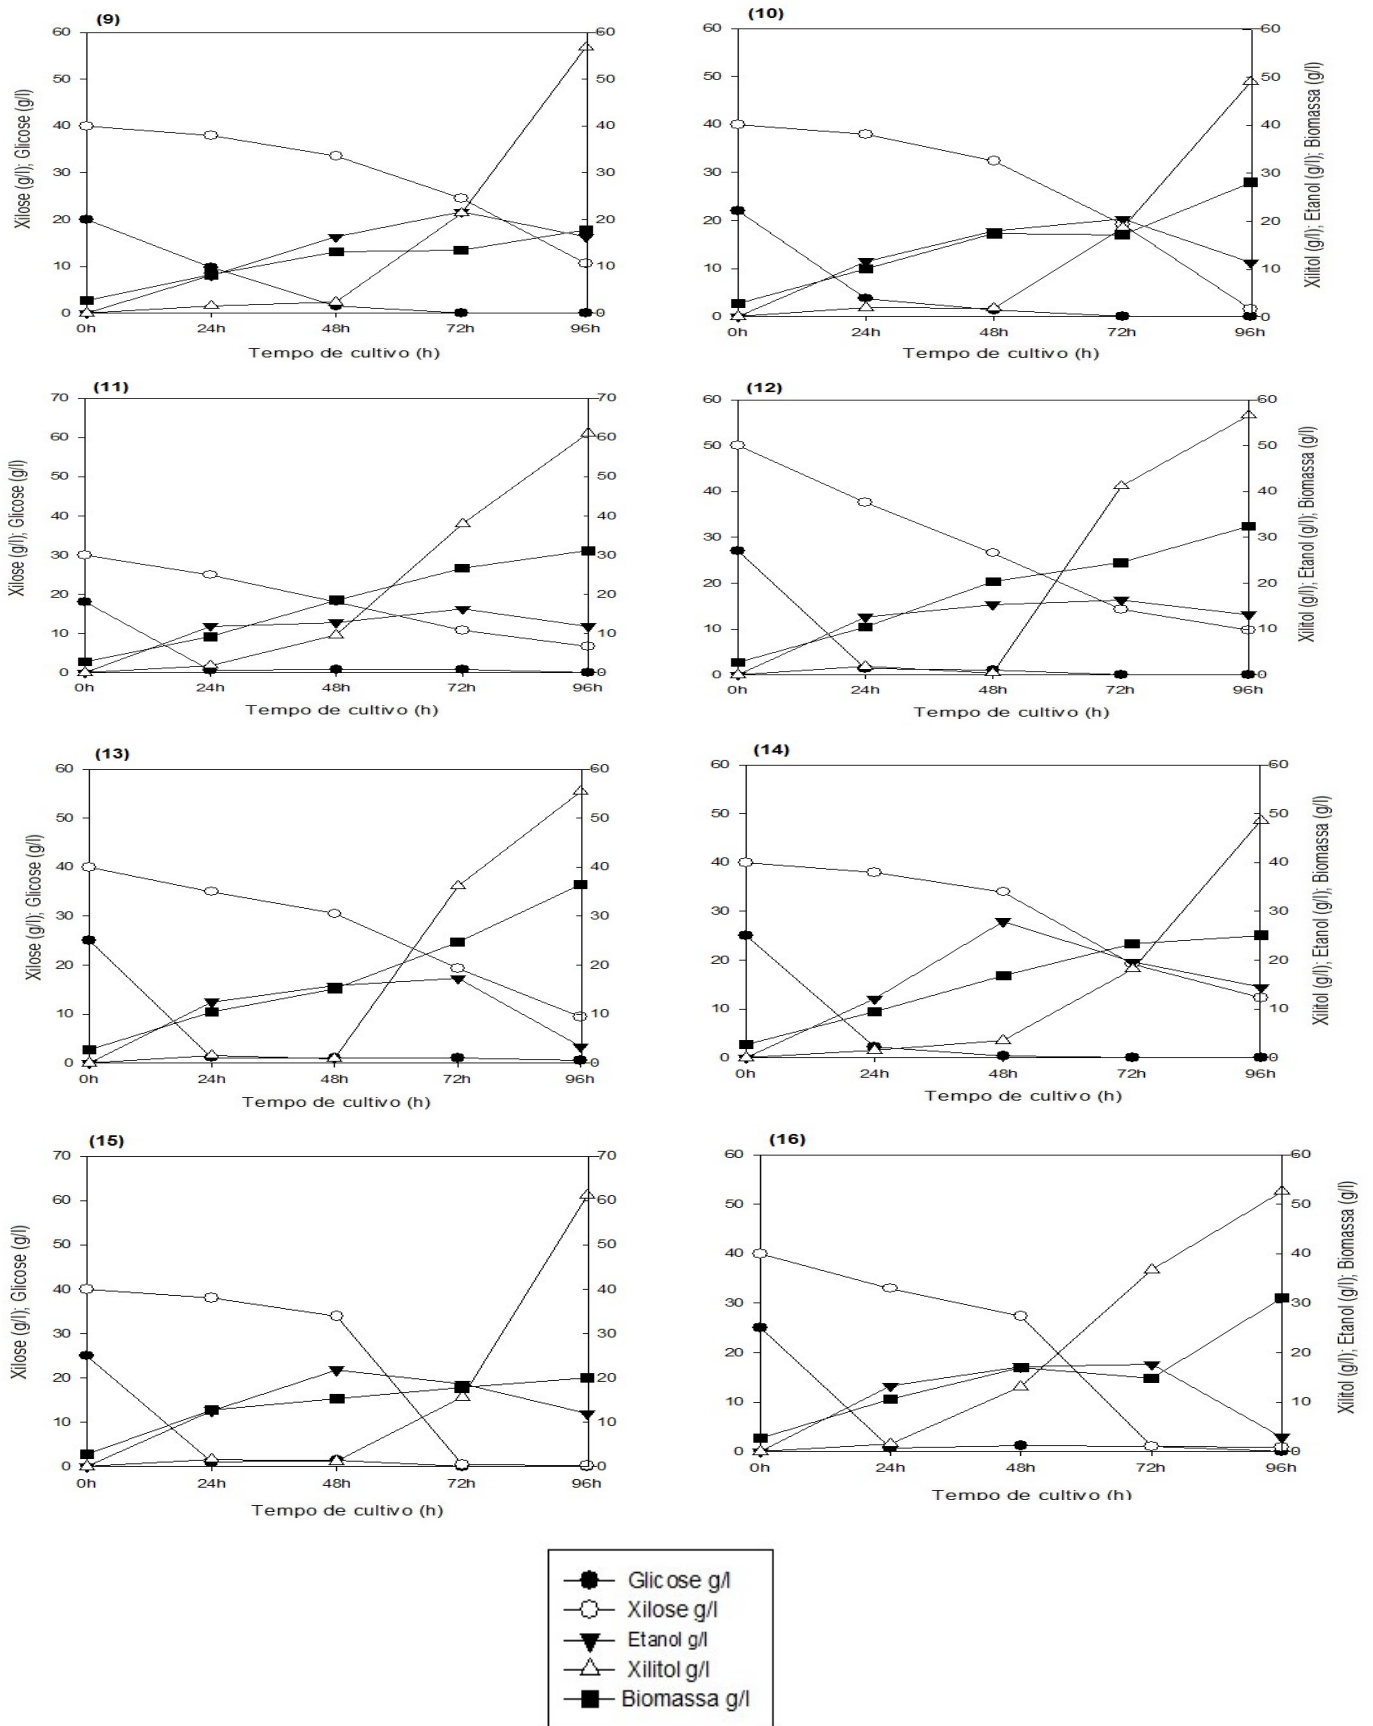 (9)
60 60
50 50
40 40
30 30
20 20
10 10
0 0
0h 24h 48h 72h 96h
Tempo de cultivo (h)
Xilose (g/l); Glicose (g/l)
(10)
60 60
50 50
40 40
30 30
20 20
10 10
0 0
0h 24h 48h 72h 96h
Tempo de cultivo (h)
Xilitol (g/l); Etanol (g/l); Biomassa (g/l)
(11)
70 70
60 60
50 50
40 40
30 30
20 20
10 10
0 0
0h 24h 48h 72h 96h
Tempo de cultivo (h)
Xilose (g/l); Glicose (g/l)
(12)
60 60
50 50
40 40
30 30
20 20
10 10
0 0
0h 24h 48h 72h 96h
Tempo de cultivo (h)
Xilitol (g/l); Etanol (g/l); Biomassa (g/l)
(13)
60 60
50 50
40 40
30 30
20 20
10 10
0 0
0h 24h 48h 72h 96h
Tempo de cultivo (h)
Xilose (g/l); Glicose (g/l)
(14)
60 60
50 50
40 40
30 30
20 20
10 10
0 0
0h 24h 48h 72h 96h
Tempo de cultivo (h)
Xilitol (g/l); Etanol (g/l); Biomassa (g/l)
(15)
70 70
60 60
50 50
40 40
30 30
20 20
10 10
0 0
0h 24h 48h 72h 96h
Tempo de cultivo (h)
Xilose (g/l); Glicose (g/l)
(16)
60 60
50 50
40 40
30 30
20 20
10 10
0 0
0h 24h 48h 72h 96h
Tempo de cultivo (h)
Xilitol (g/l); Etanol (g/l); Biomassa (g/l)
Glicose g/l
Xilose g/l
Etanol g/l
Xilitol g/l
Biomassa g/l